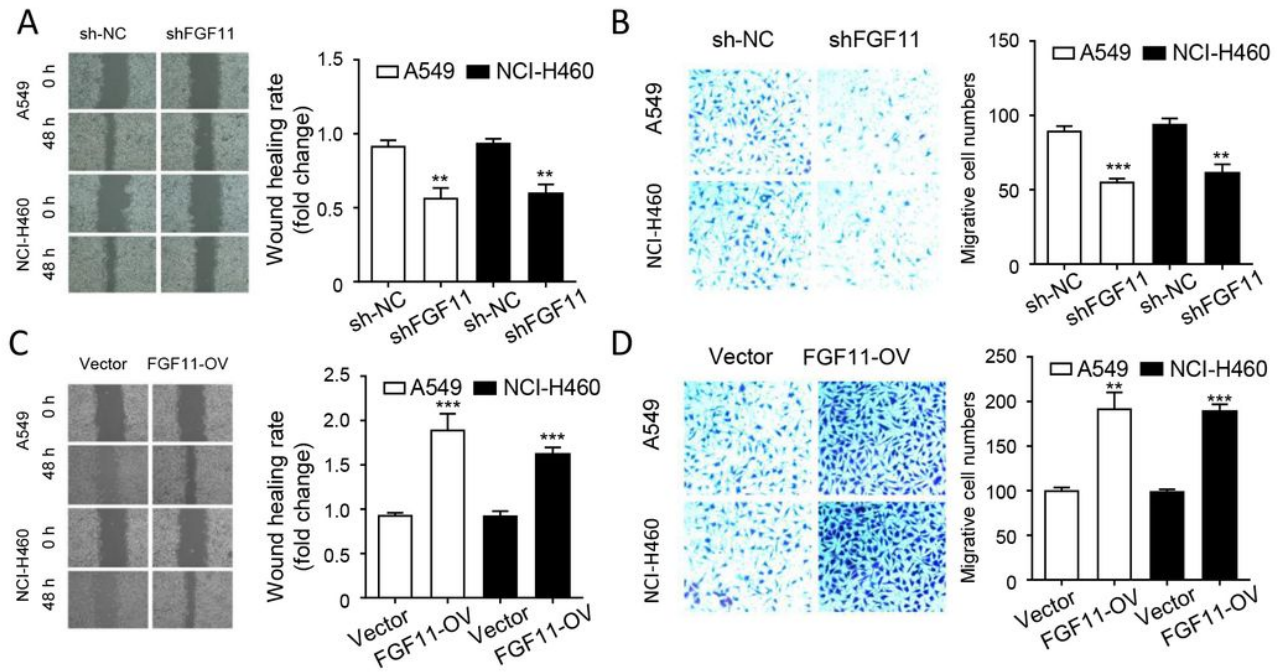 A
sh-NC shFGF11
A549
0 h
48 h
NCI-H460
0 h
48 h
Wound healing rate
(fold change)
1.5
1.0
0.5
0
A549 NCI-H460
**
**
sh-NC
shFGF11
sh-NC
shFGF11
B
sh-NC shFGF11
A549
NCI-H460
Migrative cell numbers
150
100
50
0
A549 NCI-H460
***
**
sh-NC
shFGF11
sh-NC
shFGF11
C
Vector FGF11-OV
A549
0 h
48 h
NCI-H460
0 h
48 h
Wound healing rate
(fold change)
2.5
2.0
1.5
1.0
0.5
0
A549 NCI-H460
***
***
Vector
FGF11-OV
Vector
FGF11-OV
D
Vector FGF11-OV
A549
NCI-H460
Migrative cell numbers
250
200
150
100
50
0
A549 NCI-H460
**
***
Vector
FGF11-OV
Vector
FGF11-OV